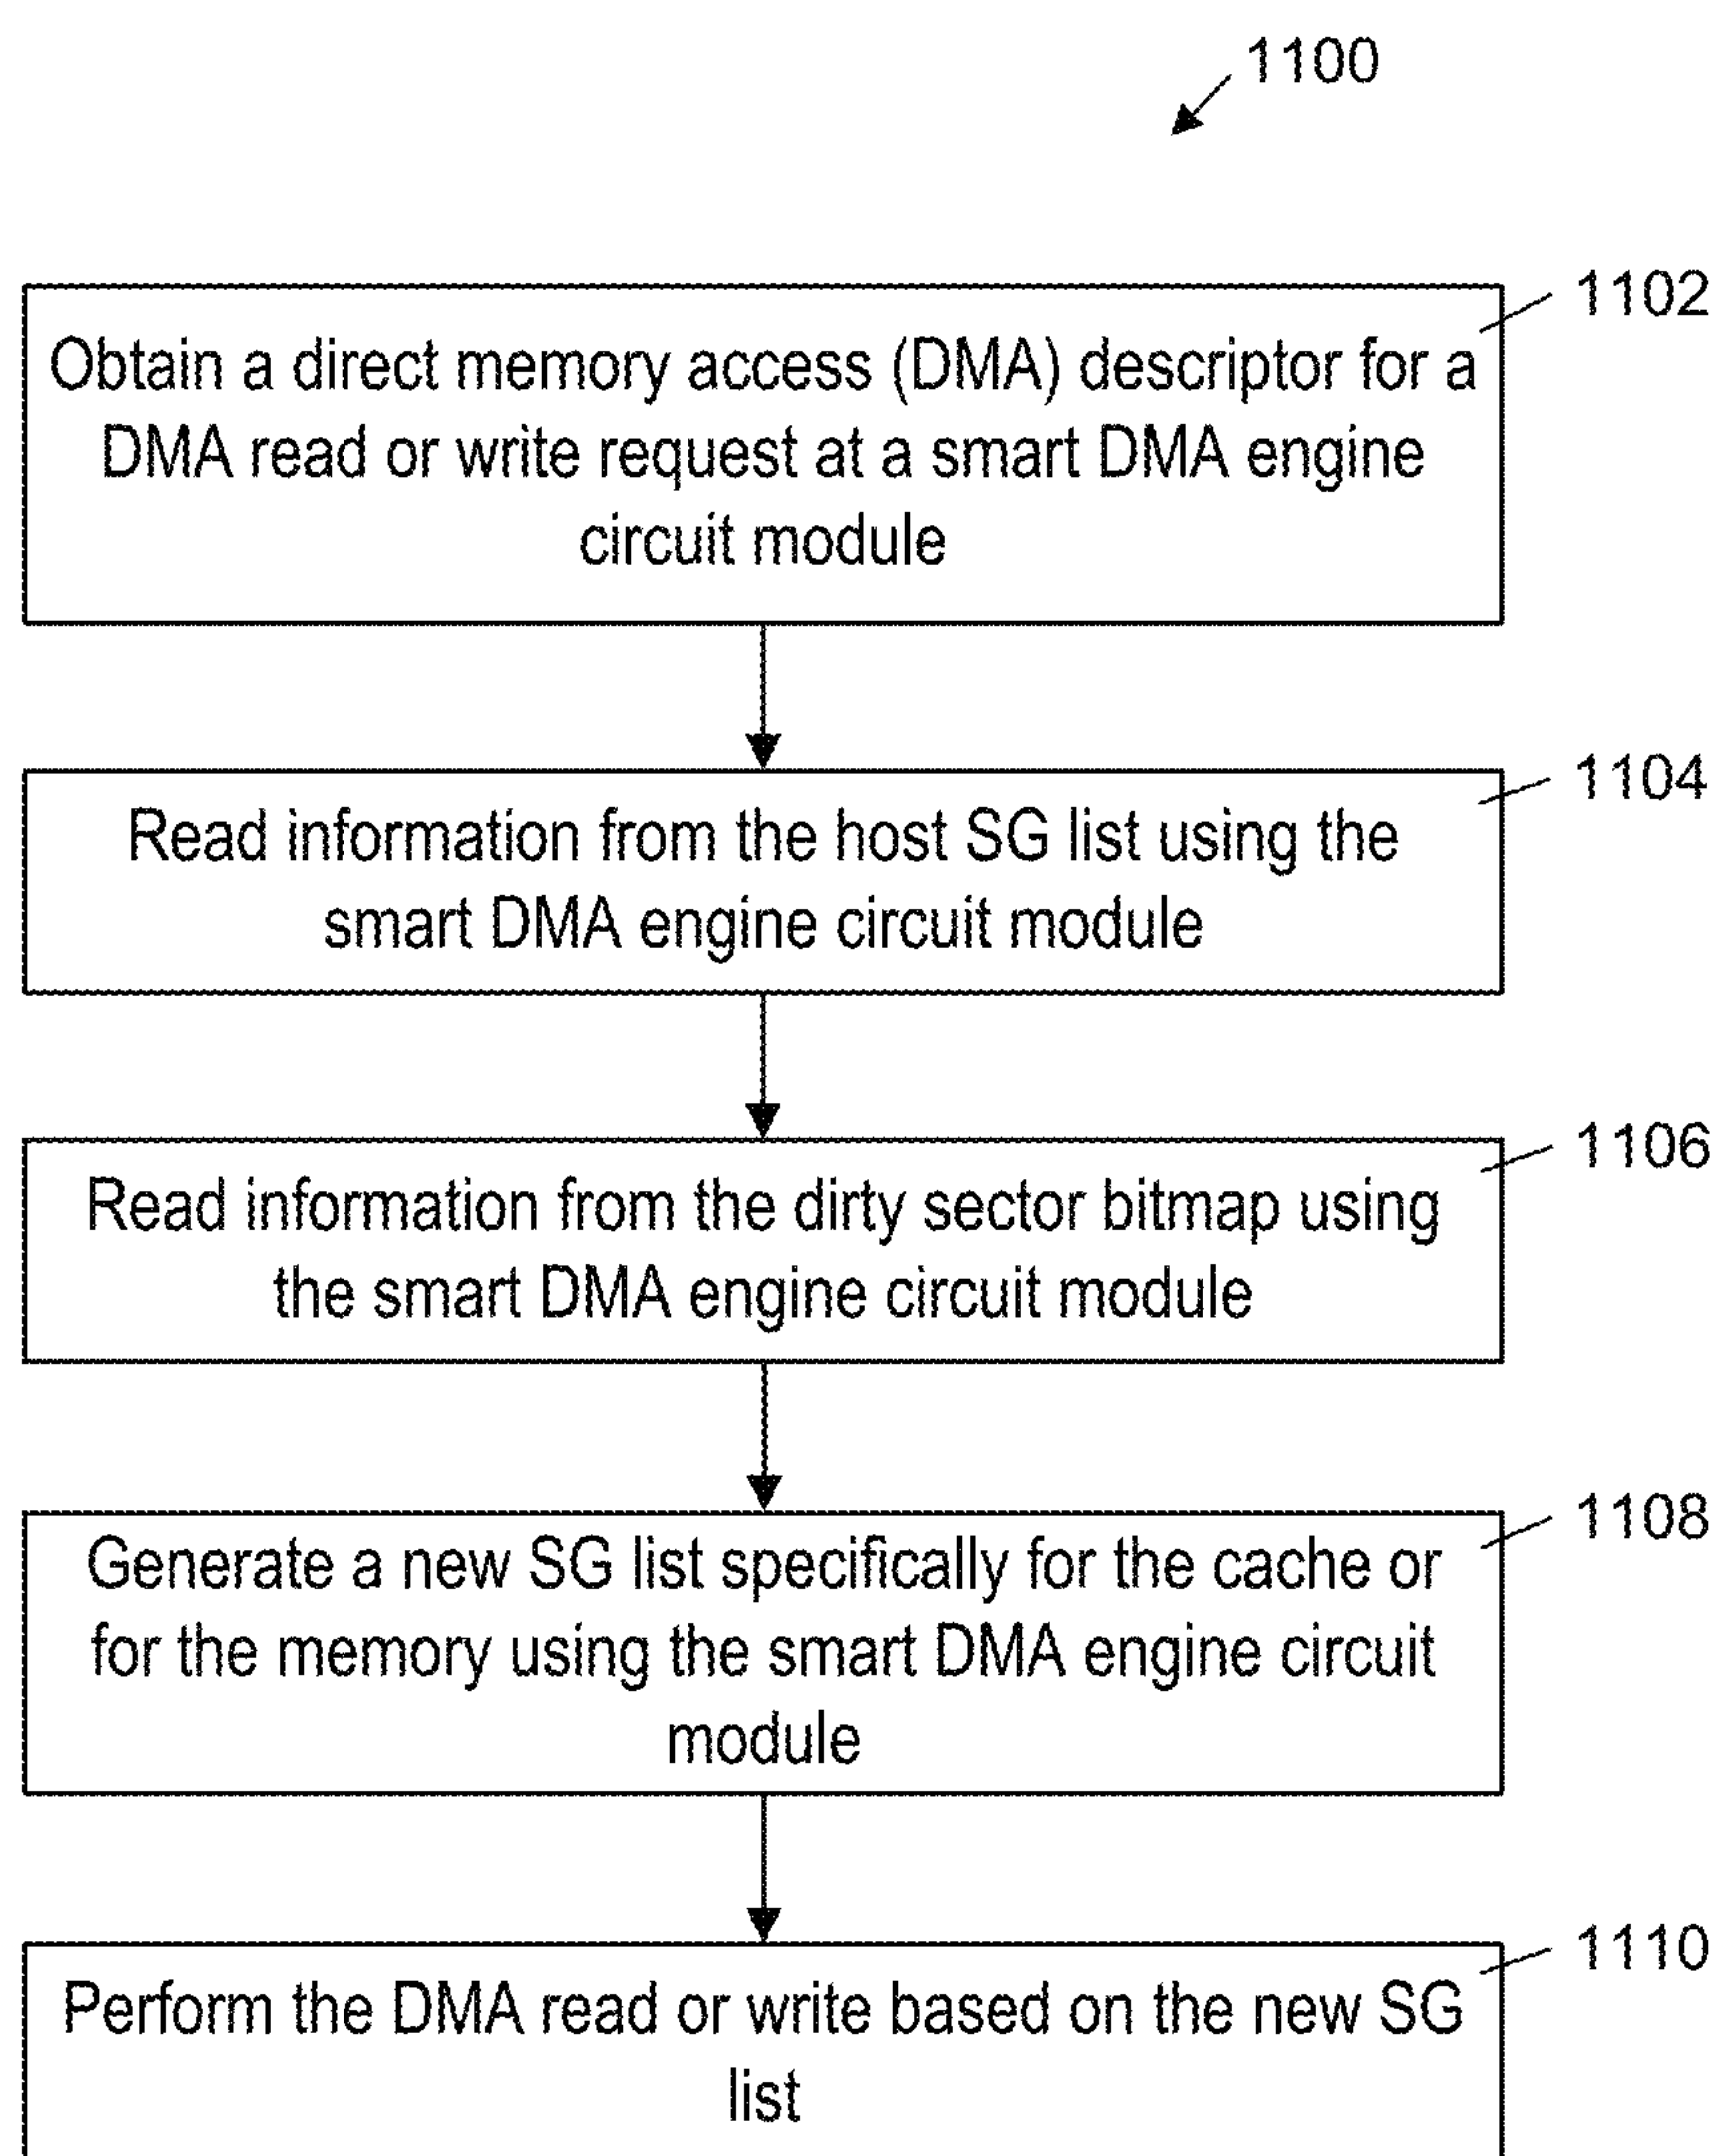 1100
1102
Obtain a direct memory access (DMA) descriptor for a
DMA read or write request at a smart DMA engine
circuit module
1104
Read information from the host SG list using the
smart DMA engine circuit module
1106
Read information from the dirty sector bitmap using
the smart DMA engine circuit module
1108
Generate a new SG list specifically for the cache or
for the memory using the smart DMA engine circuit
module
1110
Perform the DMA read or write based on the new SG
list